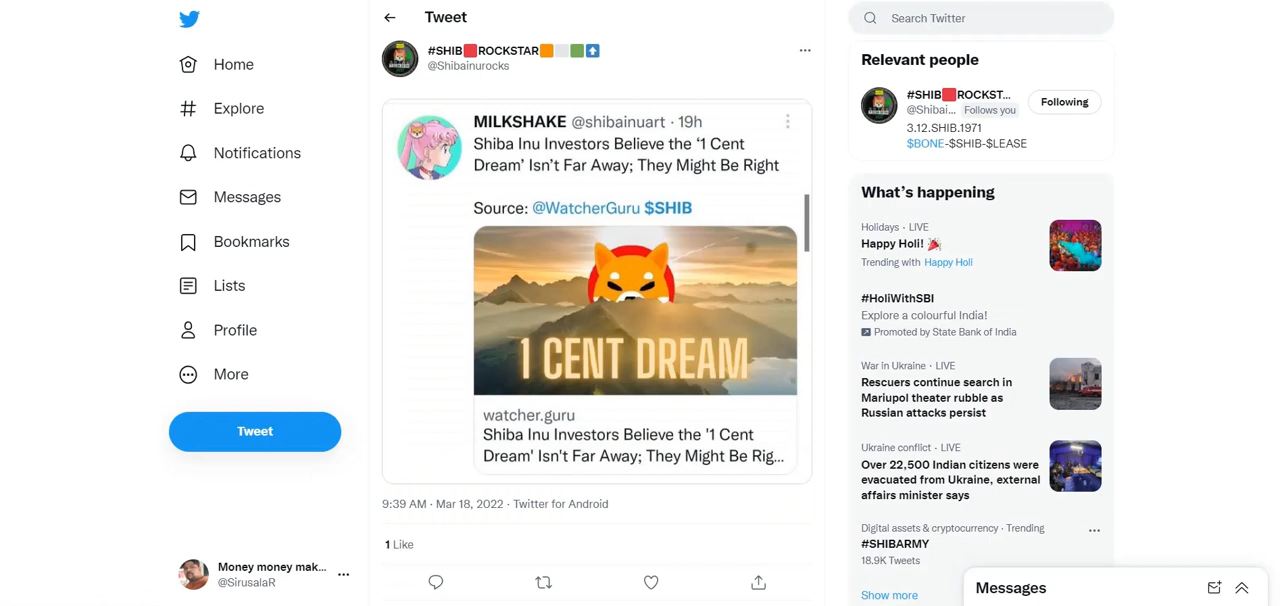 Home
Explore
Notifications
Messages
Bookmarks
Lists
Profile
More
Tweet
Money money mak...
@SirusalaR
Tweet
#SHIB🟥ROCKSTAR🟧⬜🟩⬆️
@Shibainurocks
MILKSHAKE @shibainuart · 19h
Shiba Inu Investors Believe the ‘1 Cent
Dream’ Isn’t Far Away; They Might Be Right
Source: @WatcherGuru $SHIB
1 CENT DREAM
watcher.guru
Shiba Inu Investors Believe the '1 Cent
Dream' Isn't Far Away; They Might Be Rig...
9:39 AM · Mar 18, 2022 · Twitter for Android
1 Like
Search Twitter
Relevant people
#SHIB🟥ROCKST...
@Shibai... Follows you
Following
3.12.SHIB.1971
$BONE-$SHIB-$LEASE
What’s happening
Holidays · LIVE
Happy Holi! 🎉
Trending with Happy Holl
#HoliWithSBI
Explore a colourful India!
Promoted by State Bank of India
War in Ukraine · LIVE
Rescuers continue search in
Mariupol theater rubble as
Russian attacks persist
Ukraine conflict · LIVE
Over 22,500 Indian citizens were
evacuated from Ukraine, external
affairs minister says
Digital assets & cryptocurrency · Trending
#SHIBARMY
18.9K Tweets
Show more
Messages